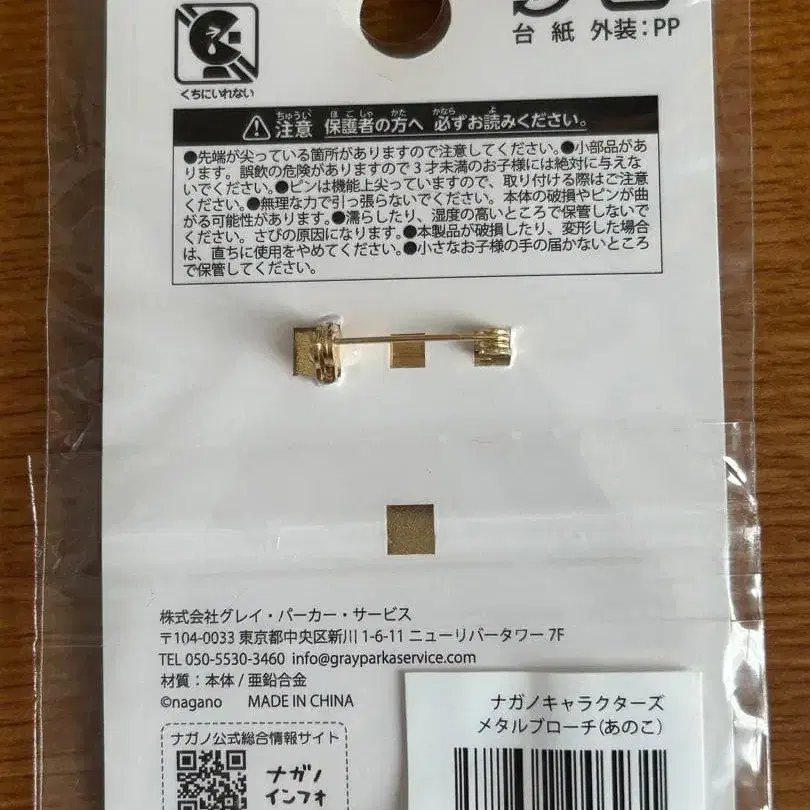 台 紙 外装：PP
くちにいれない
注意 保護者の方へ 必ずお読みください。
●先端が尖っている箇所がありますので注意してください。●小部品があ
ります。誤飲の危険がありますので３才未満のお子様には絶対に与えな
いでください。●ピンは機能上尖っていますので、取り付ける際はご注意
ください。●無理な力で引っ張らないでください。本体の破損やピンが曲
がる可能性があります。●濡らしたり、湿度の高いところで保管しないで
ください。さびの原因になります。●本製品が破損したり、変形した場合
は、直ちに使用をやめてください。●小さなお子様の手の届かないところ
で保管してください。
株式会社グレイ・パーカー・サービス
〒104-0033 東京都中央区新川 1-6-11 ニューリバータワー 7F
TEL 050-5530-3460 info@grayparkaservice.com
材質：本体 / 亜鉛合金
©nagano MADE IN CHINA
ナガノキャラクターズ
メタルブローチ(あのこ)
ナガノ公式総合情報サイト
ナガノ
インフォ